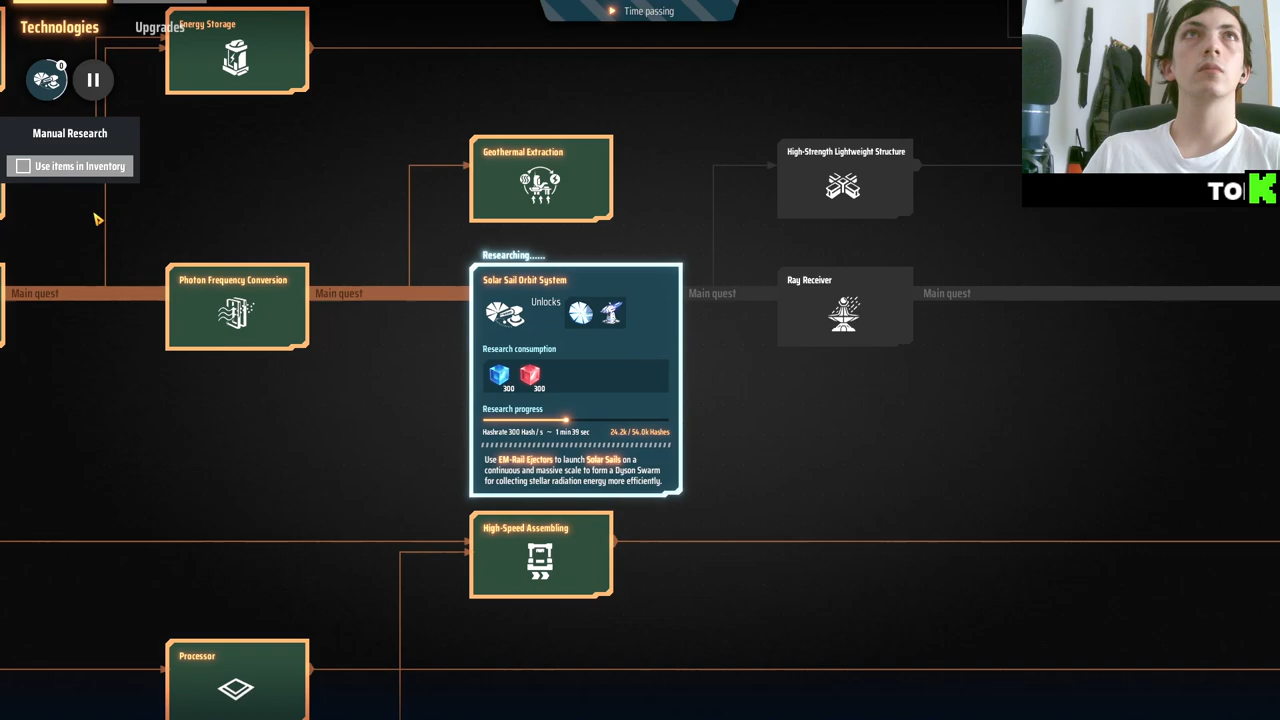 Technologies
Upgrades
Energy Storage
Time passing
0
Manual Research
Use items in Inventory
Geothermal Extraction
High-Strength Lightweight Structure
TO
K
Researching......
Main quest
Photon Frequency Conversion
Main quest
Solar Sail Orbit System
Unlocks
Main quest
Ray Receiver
Main quest
Research consumption
300
300
Research progress
Hashrate 300 Hash / s ~ 1 min 39 sec
24.2k / 54.0k Hashes
Use EM-Rail Ejectors to launch Solar Sails on a
continuous and massive scale to form a Dyson Swarm
for collecting stellar radiation energy more efficiently.
High-Speed Assembling
Processor